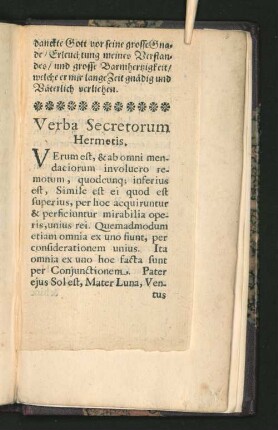 danckte Gott vor seine grosse Gna-
de/ Erleuchtung meines Verstan-
des/ und grosse Barmhertzigkeit/
welche er mir lange Zeit gnädig und
Väterlich verliehen.
Verba Secretorum
Hermetis.
VErum est, & ab omni men-
daciorum involucro re-
motum, quodcunq; inferius
est, Simile est ei quod est
superius, per hoc acquiruntur
& perficiuntur mirabilia ope-
ris, unius rei. Quemadmodum
etiam omnia ex uno fiunt, per
considerationem unius. Ita
omnia ex uno hoc facta sunt
per Conjunctionem. Pater
ejus Sol est, Mater Luna, Ven-
tus